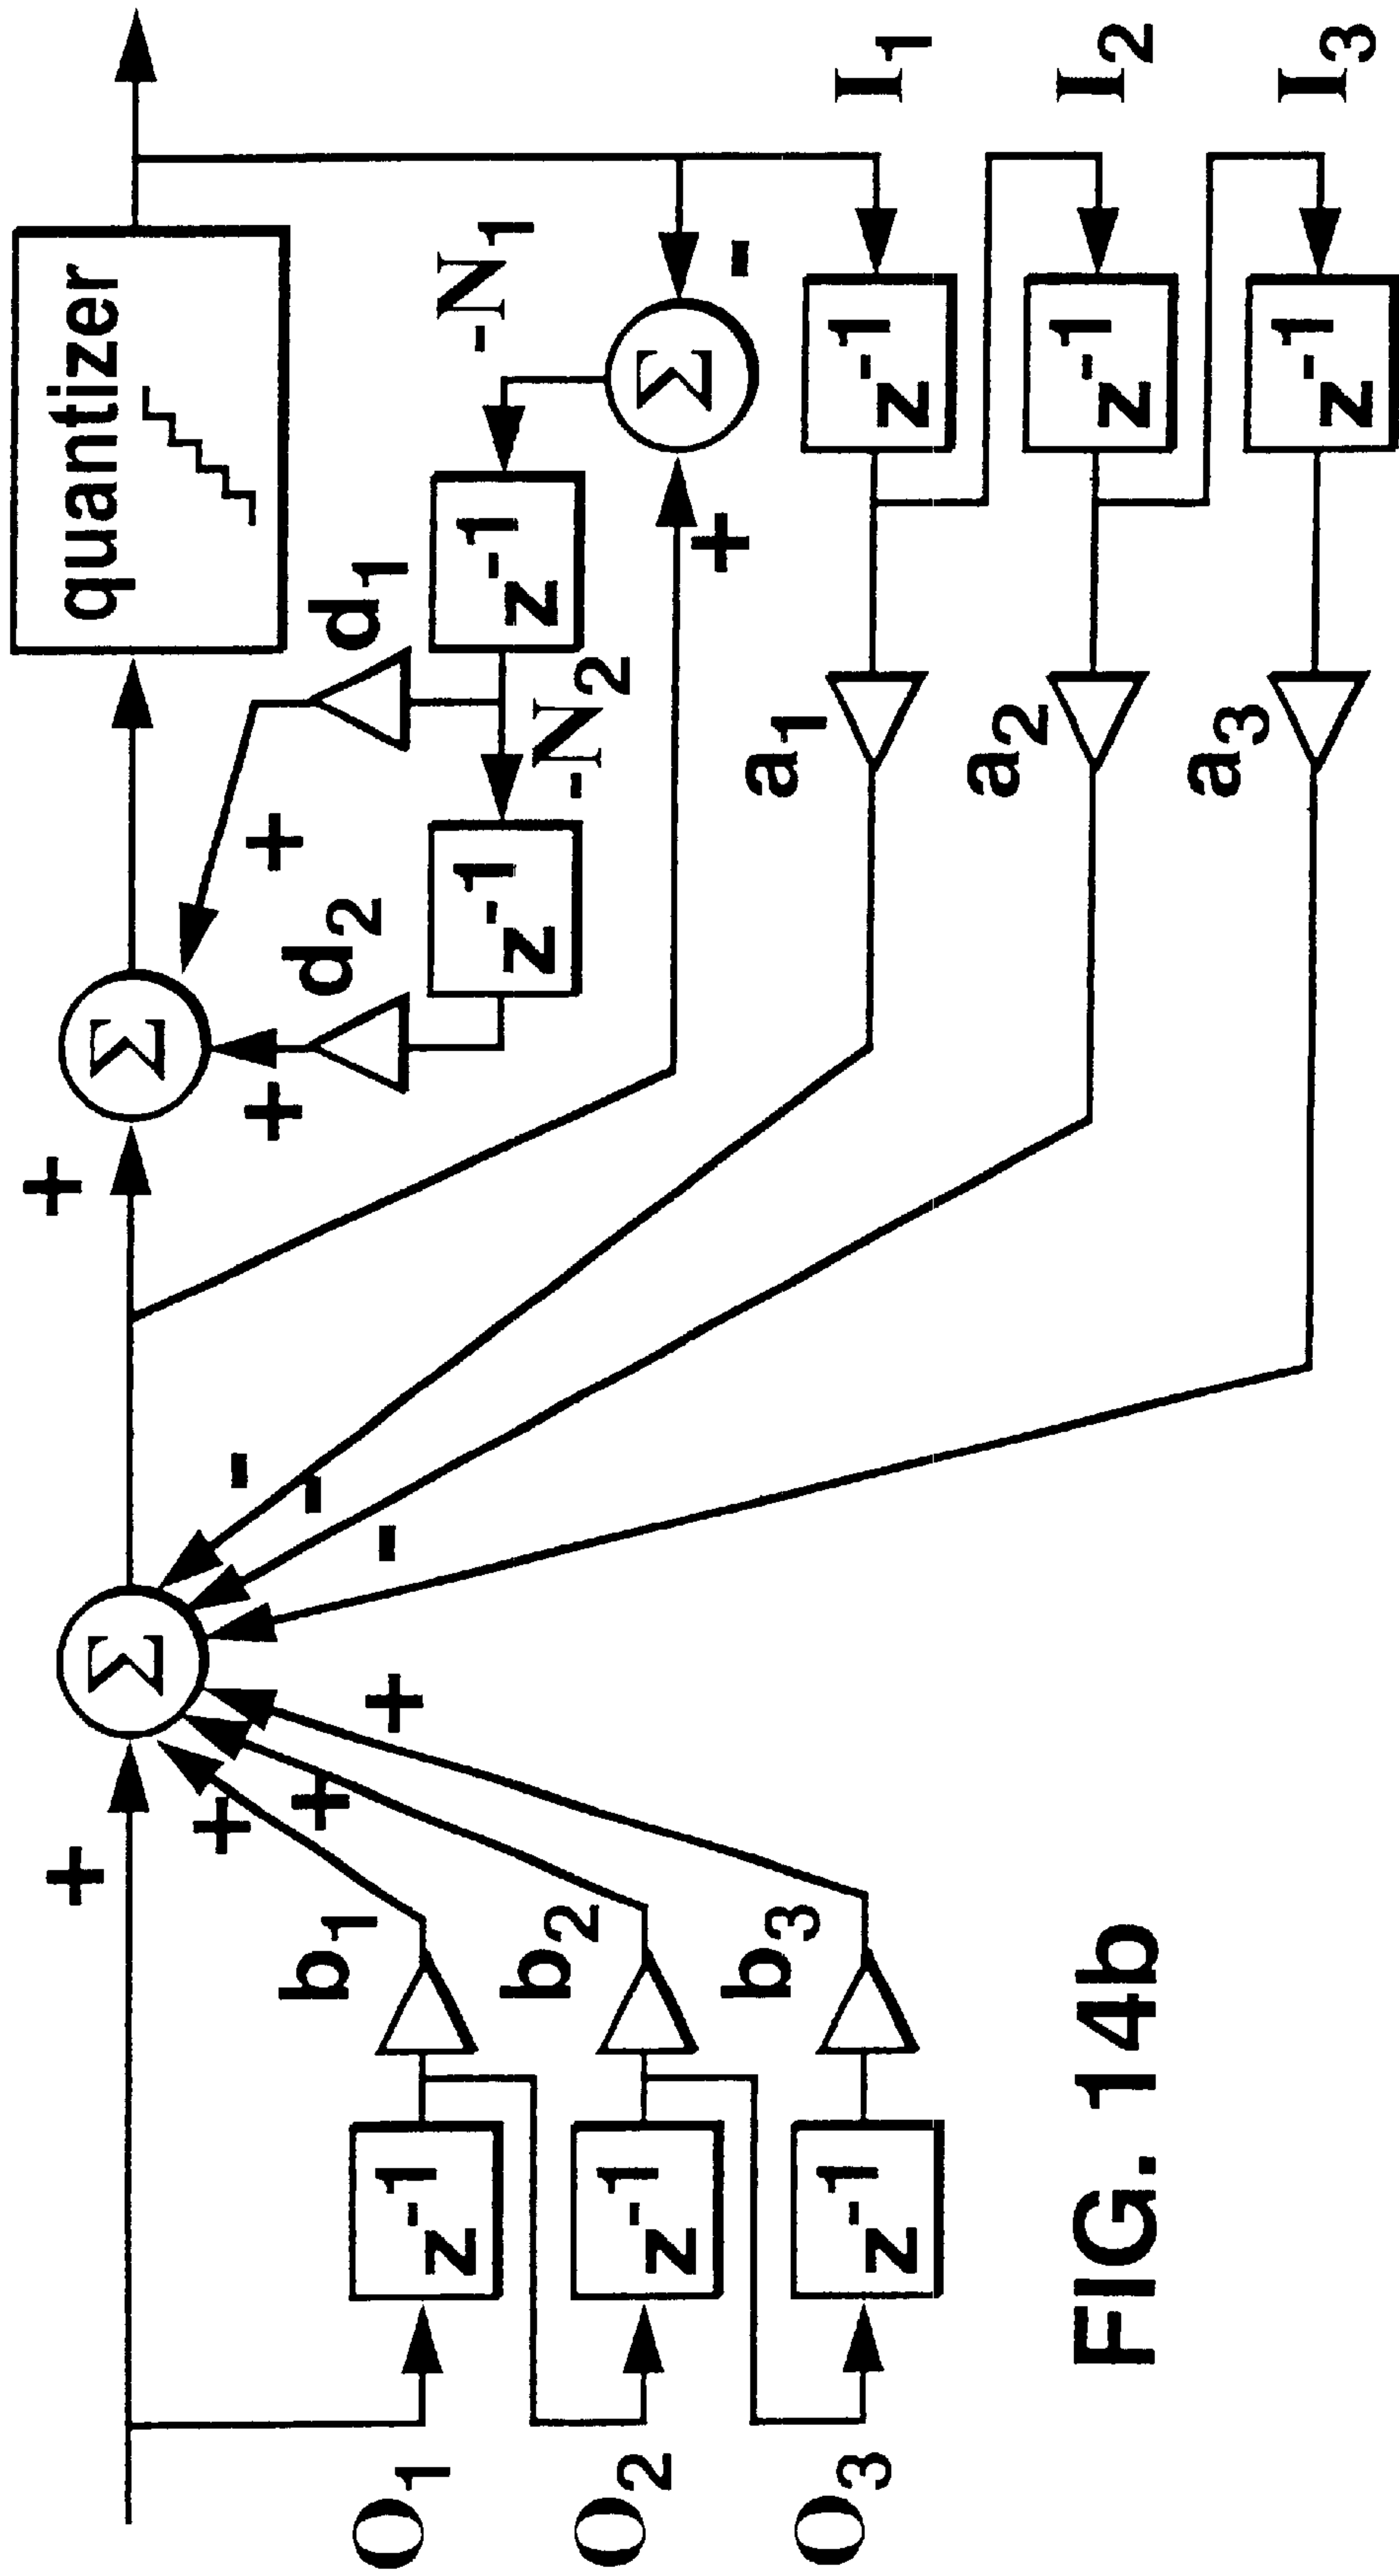 quantizer
+
Σ
+
Σ
+
+
d2
+
d1
-N1
z-1
-N2
z-1
Σ
-
+
-
-
-
+
+
+
b1
z-1
O1
b2
z-1
O2
b3
z-1
O3
a1
z-1
I1
a2
z-1
I2
a3
z-1
I3
FIG. 14b